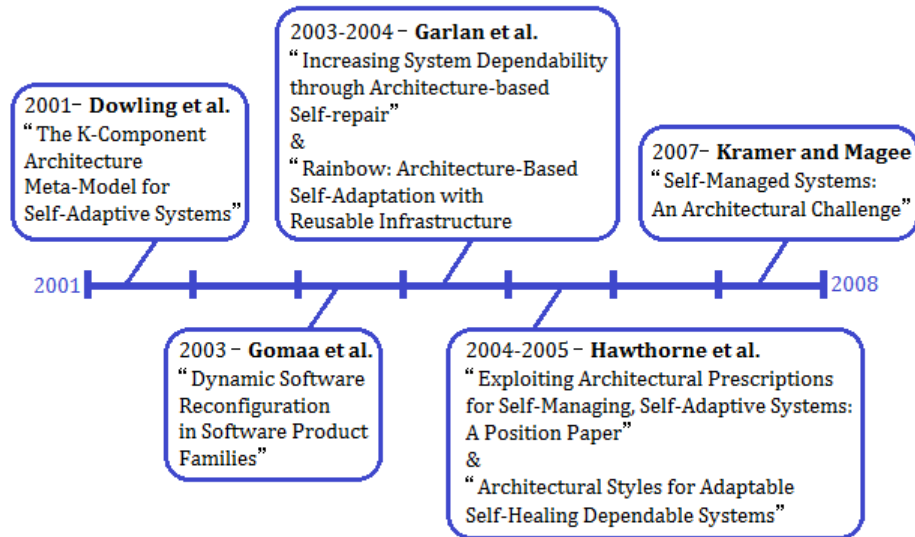 2001– Dowling et al.
“The K-Component
Architecture
Meta-Model for
Self-Adaptive Systems”
2003-2004 – Garlan et al.
“Increasing System Dependability
through Architecture-based
Self-repair”
&
“Rainbow: Architecture-Based
Self-Adaptation with
Reusable Infrastructure
2007– Kramer and Magee
“Self-Managed Systems:
An Architectural Challenge”
2001
2008
2003 – Gomaa et al.
“Dynamic Software
Reconfiguration
in Software Product
Families”
2004-2005 – Hawthorne et al.
“Exploiting Architectural Prescriptions
for Self-Managing, Self-Adaptive Systems:
A Position Paper”
&
“Architectural Styles for Adaptable
Self-Healing Dependable Systems”